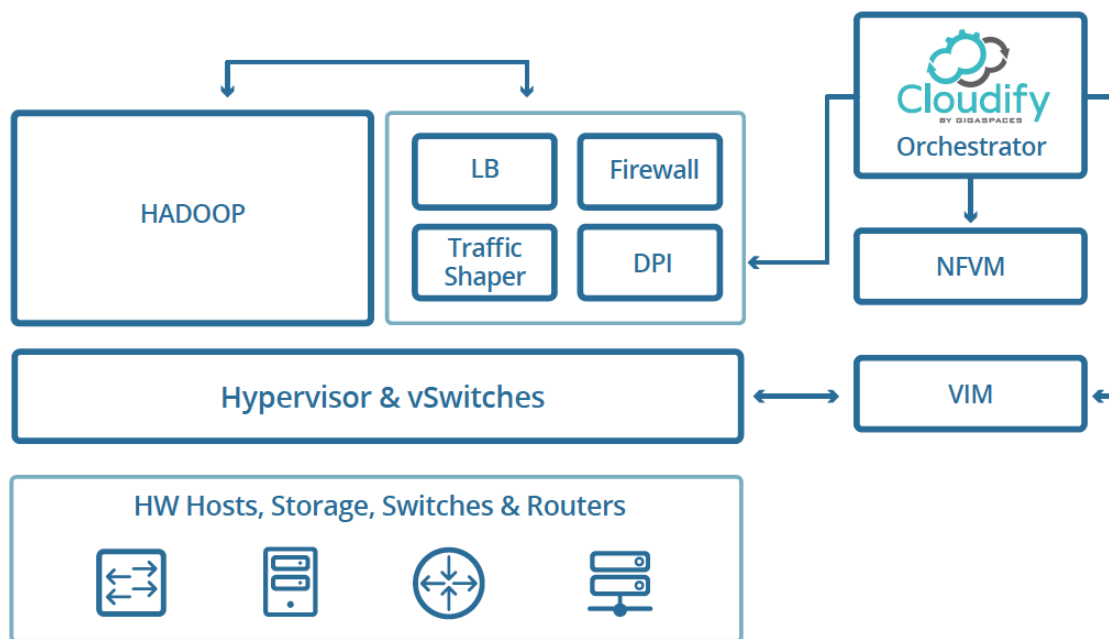 Cloudify
BY GIGASPACES
Orchestrator
HADOOP
LB
Firewall
Traffic
Shaper
DPI
NFVM
Hypervisor & vSwitches
VIM
HW Hosts, Storage, Switches & Routers